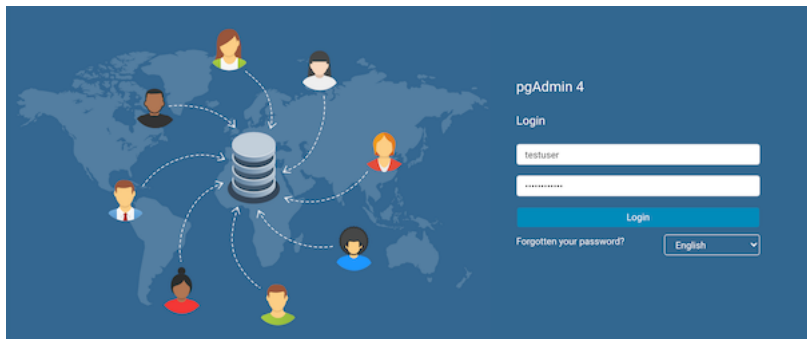 pgAdmin 4
Login
testuser
••••••••••••
Login
Forgotten your password?
English